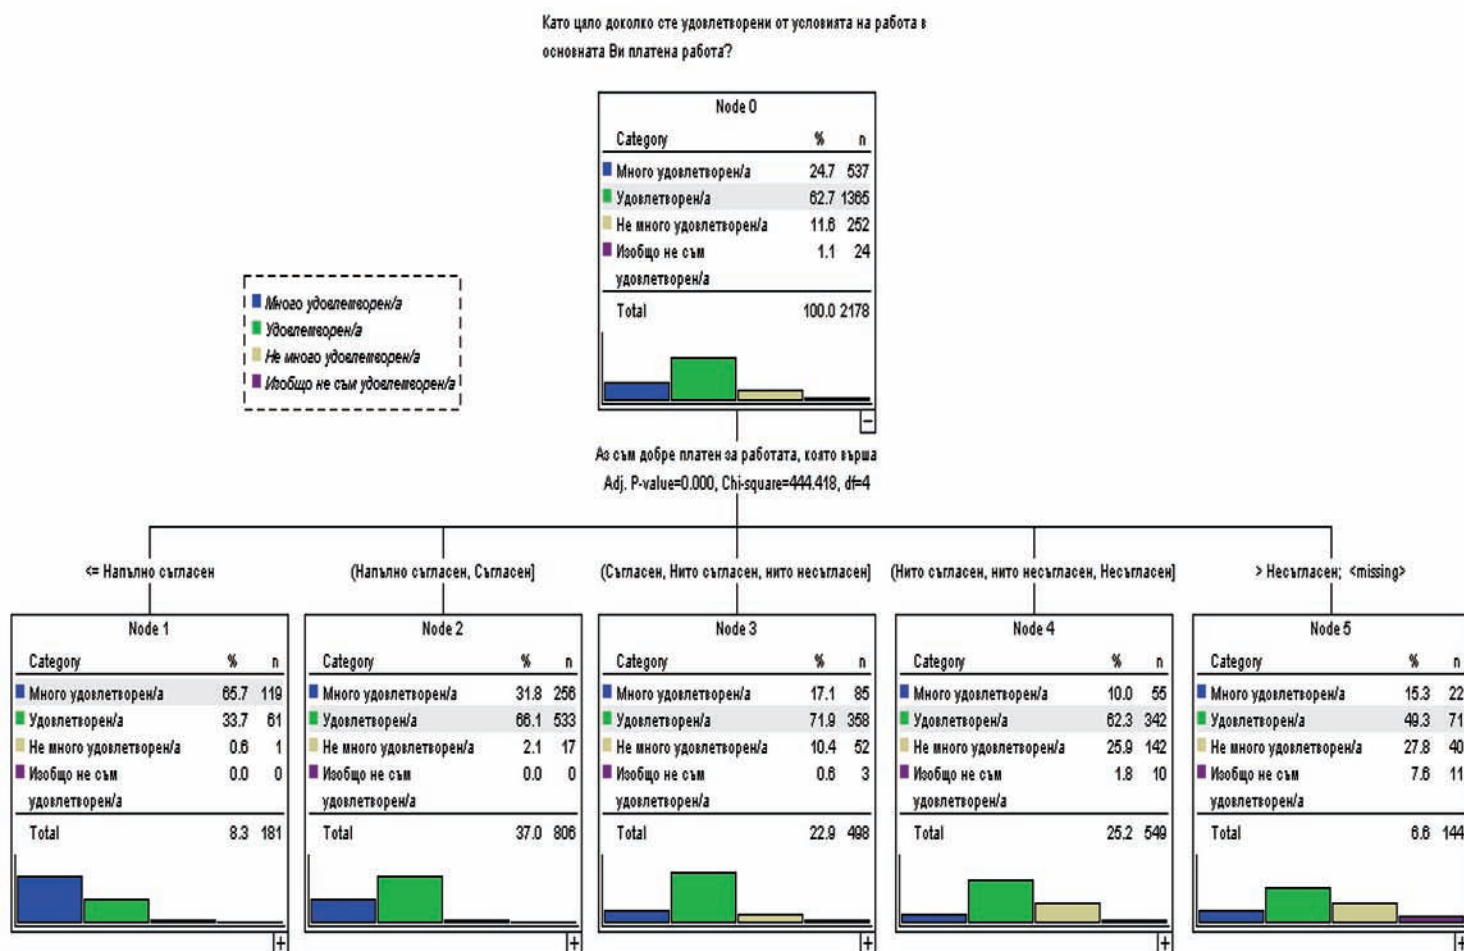 Като цяло доколко сте удовлетворени от условията на работа в
основната Ви платена работа?
Node 0
Category % n
Много удовлетворен/а 24.7 537
Удовлетворен/а 62.7 1365
Не много удовлетворен/а 11.6 252
Изобщо не съм 1.1 24
удовлетворен/а
Total 100.0 2178
Много удовлетворен/а
Удовлетворен/а
Не много удовлетворен/а
Изобщо не съм удовлетворен/а
Аз съм добре платен за работата, която върша
Adj. P-value=0.000, Chi-square=444.418, df=4
<= Напълно съгласен
(Напълно съгласен, Съгласен]
(Съгласен, Нито съгласен, нито несъгласен]
(Нито съгласен, нито несъгласен, Несъгласен]
> Несъгласен; <missing>
Node 1
Category % n
Много удовлетворен/а 65.7 119
Удовлетворен/а 33.7 61
Не много удовлетворен/а 0.6 1
Изобщо не съм 0.0 0
удовлетворен/а
Total 8.3 181
Node 2
Category % n
Много удовлетворен/а 31.8 256
Удовлетворен/а 66.1 533
Не много удовлетворен/а 2.1 17
Изобщо не съм 0.0 0
удовлетворен/а
Total 37.0 806
Node 3
Category % n
Много удовлетворен/а 17.1 85
Удовлетворен/а 71.9 358
Не много удовлетворен/а 10.4 52
Изобщо не съм 0.6 3
удовлетворен/а
Total 22.9 498
Node 4
Category % n
Много удовлетворен/а 10.0 55
Удовлетворен/а 62.3 342
Не много удовлетворен/а 25.9 142
Изобщо не съм 1.8 10
удовлетворен/а
Total 25.2 549
Node 5
Category % n
Много удовлетворен/а 15.3 22
Удовлетворен/а 49.3 71
Не много удовлетворен/а 27.8 40
Изобщо не съм 7.6 11
удовлетворен/а
Total 6.6 144